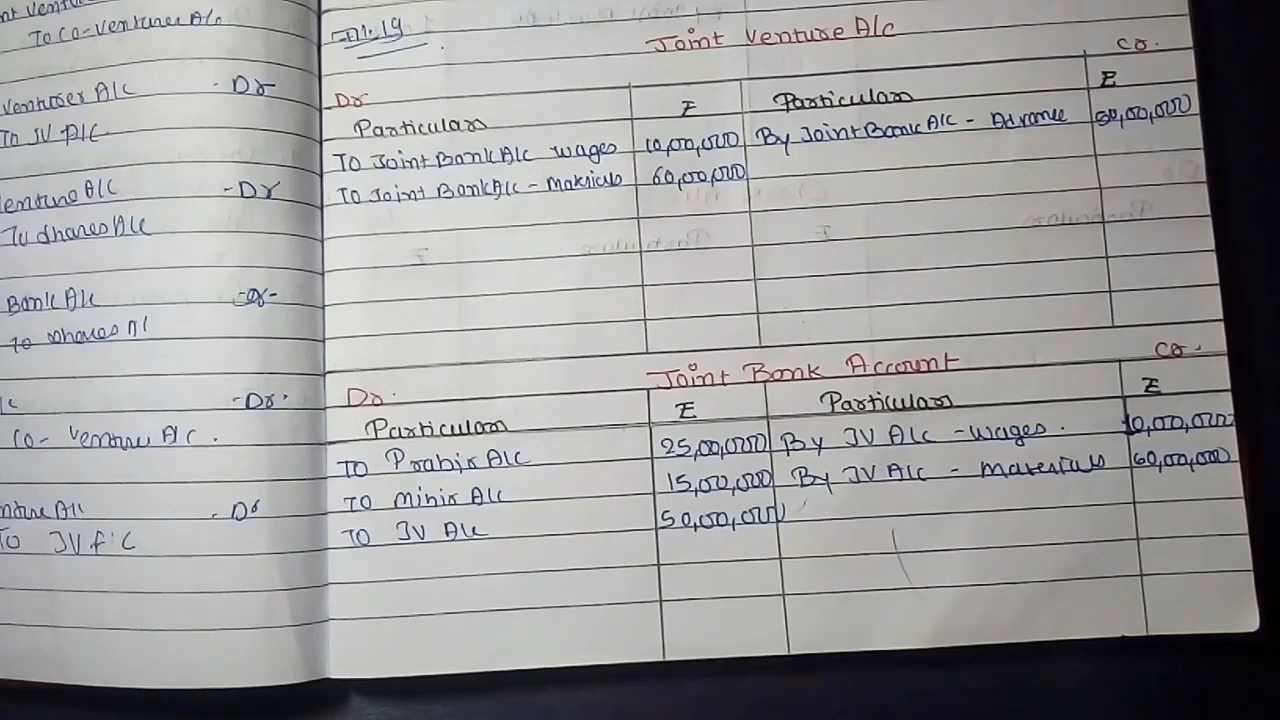 To Co-Venturer A/c
Venturer A/c - Dr
To JV A/c
Venture A/c - Dr
To Shares A/c
Bank A/c - Dr -
To Shares A/c
- Dr.
Co-Venture A/c.
nture A/c - Dr
To JV A/c
19
Joint Venture A/c
Dr Cr.
Particulars ₹ Particulars ₹
To Joint Bank A/c wages 10,00,000 By Joint Bank A/c - Advance 50,00,000
To Joint Bank A/c - Materials 60,00,000
Joint Bank Account
Dr. Cr.
Particulars ₹ Particulars ₹
To Prabir A/c 25,00,000 By JV A/c - wages. 10,00,000
To Minir A/c 15,00,000 By JV A/c - Materials 60,00,000
To JV A/c 50,00,000